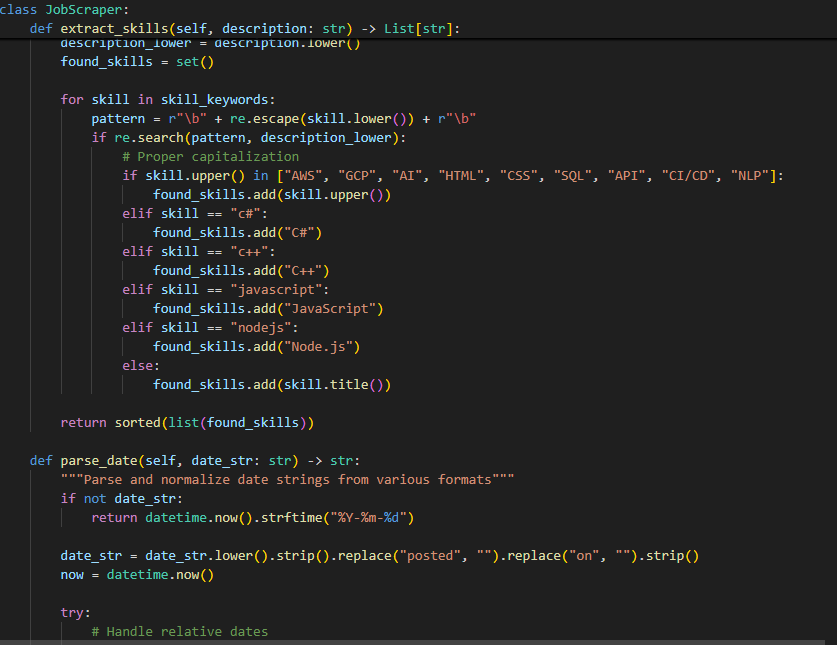 class JobScraper:
    def extract_skills(self, description: str) -> List[str]:
        description_lower = description.lower()
        found_skills = set()

        for skill in skill_keywords:
            pattern = r"\b" + re.escape(skill.lower()) + r"\b"
            if re.search(pattern, description_lower):
                # Proper capitalization
                if skill.upper() in ["AWS", "GCP", "AI", "HTML", "CSS", "SQL", "API", "CI/CD", "NLP"]:
                    found_skills.add(skill.upper())
                elif skill == "c#":
                    found_skills.add("C#")
                elif skill == "c++":
                    found_skills.add("C++")
                elif skill == "javascript":
                    found_skills.add("JavaScript")
                elif skill == "nodejs":
                    found_skills.add("Node.js")
                else:
                    found_skills.add(skill.title())

        return sorted(list(found_skills))

    def parse_date(self, date_str: str) -> str:
        """Parse and normalize date strings from various formats"""
        if not date_str:
            return datetime.now().strftime("%Y-%m-%d")

        date_str = date_str.lower().strip().replace("posted", "").replace("on", "").strip()
        now = datetime.now()

        try:
            # Handle relative dates